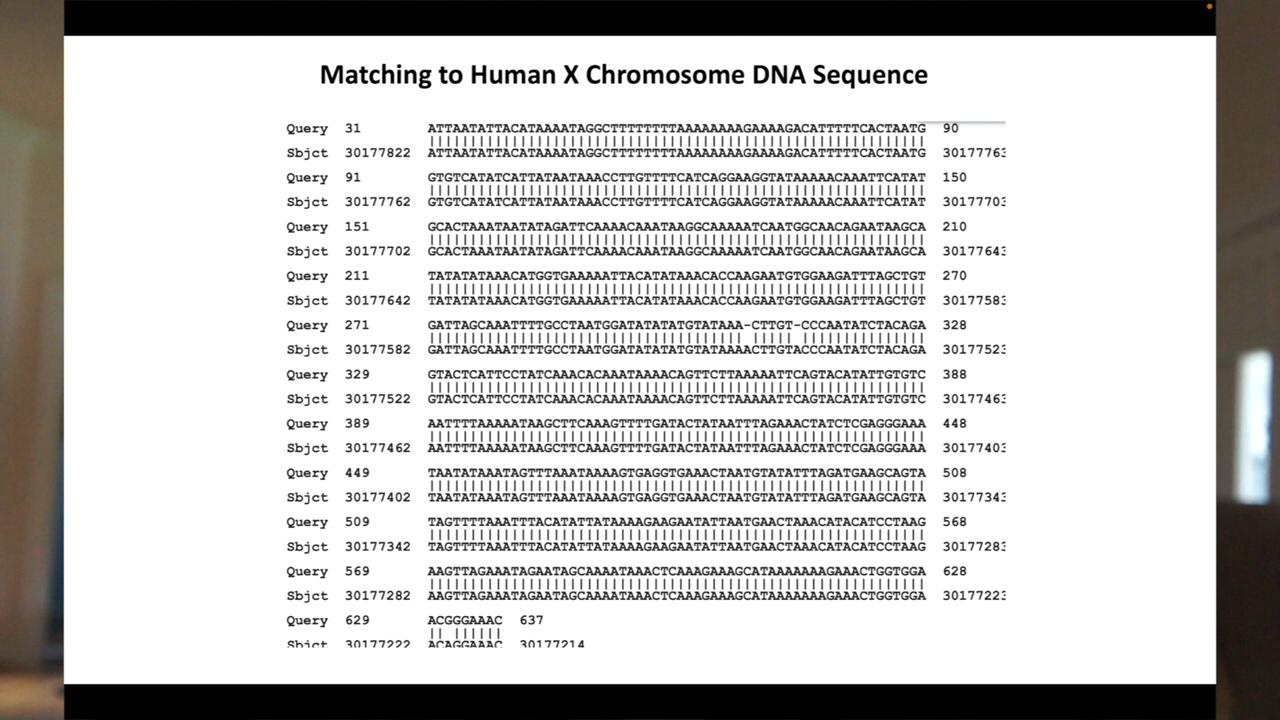 Matching to Human X Chromosome DNA Sequence
Query 31 ATTAATATTACATAAAATAGGCTTTTTTTTTAAAAAAAAGAAAAGACATTTTTCACTAATG 90
Sbjct 30177822 ATTAATATTACATAAAATAGGCTTTTTTTTTAAAAAAAAGAAAAGACATTTTTCACTAATG 30177763
Query 91 GTGTCATATCATTATAATAAACCTTGTTTTCATCAGGAAGGTATAAAAACAAATTCATAT 150
Sbjct 30177762 GTGTCATATCATTATAATAAACCTTGTTTTCATCAGGAAGGTATAAAAACAAATTCATAT 30177703
Query 151 GCACTAAATAATATAGATTCAAAACAAATAAGGCAAAAATCAATGGCAACAGAATAAGCA 210
Sbjct 30177702 GCACTAAATAATATAGATTCAAAACAAATAAGGCAAAAATCAATGGCAACAGAATAAGCA 30177643
Query 211 TATATATAAACATGGTGAAAAATTACATATAAACACCAAGAATGTGGAAGATTTAGCTGT 270
Sbjct 30177642 TATATATAAACATGGTGAAAAATTACATATAAACACCAAGAATGTGGAAGATTTAGCTGT 30177583
Query 271 GATTAGCAAATTTTGCCTAATGGATATATATGTATAAA-CTTGT-CCCAATATCTACAGA 328
Sbjct 30177582 GATTAGCAAATTTTGCCTAATGGATATATATGTATAAAACTTGTACCCAATATCTACAGA 30177523
Query 329 GTACTCATTCCTATCAAACACAAATAAAACAGTTCTTAAAAATTCAGTACATATTGTGTC 388
Sbjct 30177522 GTACTCATTCCTATCAAACACAAATAAAACAGTTCTTAAAAATTCAGTACATATTGTGTC 30177463
Query 389 AATTTTAAAAATAAGCTTCAAAGTTTTGATACTATAATTTAGAAACTATCTCGAGGGAAA 448
Sbjct 30177462 AATTTTAAAAATAAGCTTCAAAGTTTTGATACTATAATTTAGAAACTATCTCGAGGGAAA 30177403
Query 449 TAATATAAATAGTTTAAATAAAAGTGAGGTGAAACTAATGTATATTTAGATGAAGCAGTA 508
Sbjct 30177402 TAATATAAATAGTTTAAATAAAAGTGAGGTGAAACTAATGTATATTTAGATGAAGCAGTA 30177343
Query 509 TAGTTTTAAATTTACATATTATAAAAGAAGAATATTAATGAACTAAACATACATCCTAAG 568
Sbjct 30177342 TAGTTTTAAATTTACATATTATAAAAGAAGAATATTAATGAACTAAACATACATCCTAAG 30177283
Query 569 AAGTTAGAAATAGAATAGCAAAATAAACTCAAAGAAAGCATAAAAAAAGAAACTGGTGGA 628
Sbjct 30177282 AAGTTAGAAATAGAATAGCAAAATAAACTCAAAGAAAGCATAAAAAAAGAAACTGGTGGA 30177223
Query 629 ACGGGAAAC 637
Sbjct 30177222 ACAGGAAAC 30177214